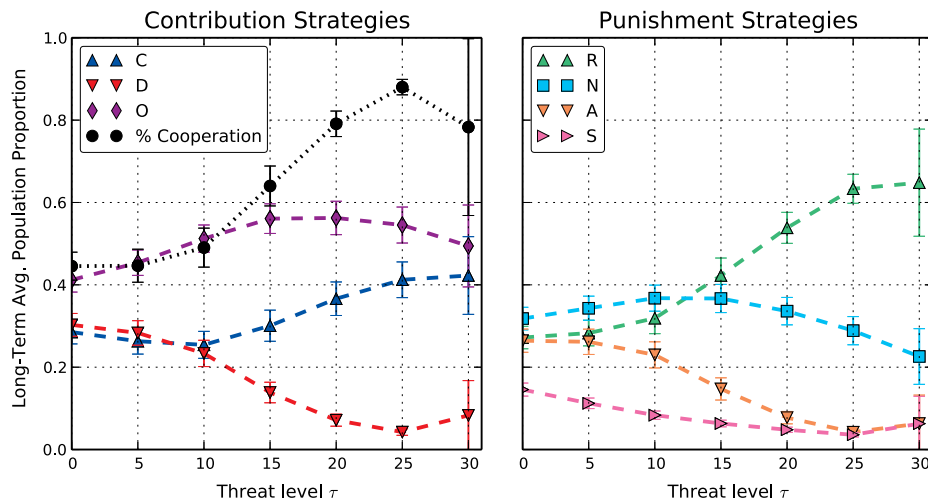 Contribution Strategies
Punishment Strategies
Long-Term Avg. Population Proportion
1.0
0.8
0.6
0.4
0.2
0.0
C
D
O
% Cooperation
R
N
A
S
0 5 10 15 20 25 30
0 5 10 15 20 25 30
Threat level τ
Threat level τ